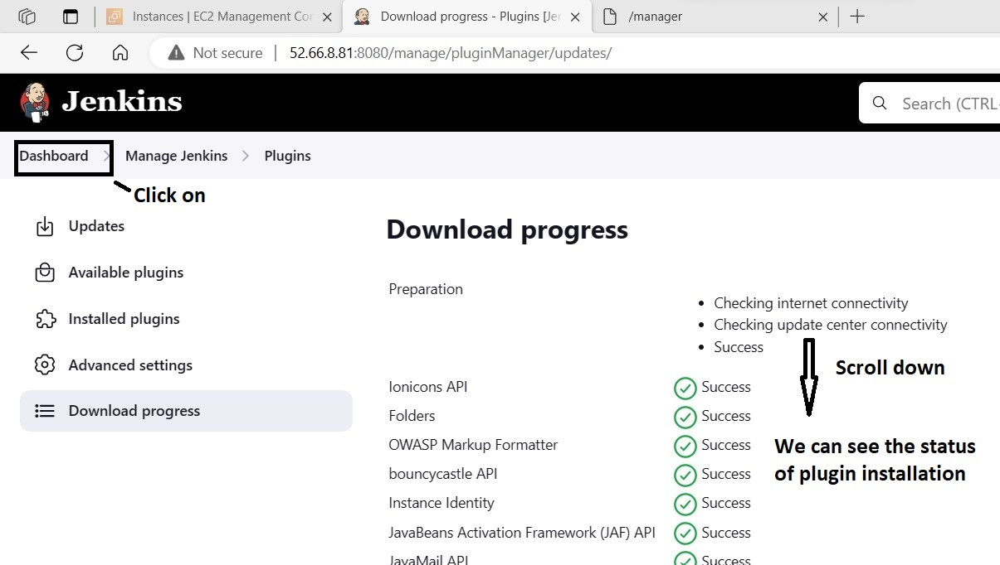 Instances | EC2 Management Cor
Download progress - Plugins [Jer
/manager
Not secure
52.66.8.81:8080/manage/pluginManager/updates/
Jenkins
Search (CTRL
Dashboard
Manage Jenkins
Plugins
Click on
Updates
Available plugins
Installed plugins
Advanced settings
Download progress
Download progress
Preparation
Checking internet connectivity
Checking update center connectivity
Success
Scroll down
Ionicons API Success
Folders Success
OWASP Markup Formatter Success
bouncycastle API Success
Instance Identity Success
JavaBeans Activation Framework (JAF) API Success
JavaMail API Success
We can see the status
of plugin installation